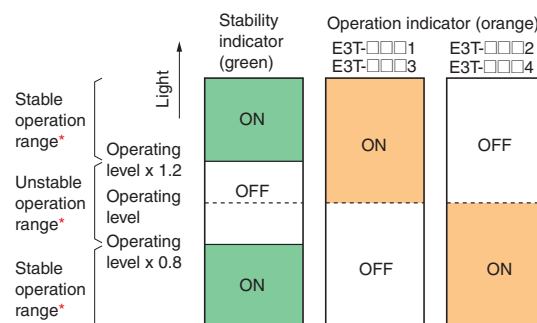 Stability
indicator
(green)
Operation indicator (orange)
E3T-□□□1
E3T-□□□3
E3T-□□□2
E3T-□□□4
Light
Stable
operation
range*
Operating
level x 1.2
Unstable
operation
range*
Operating
level
Operating
level x 0.8
Stable
operation
range*
ON
OFF
ON
ON
OFF
OFF
ON